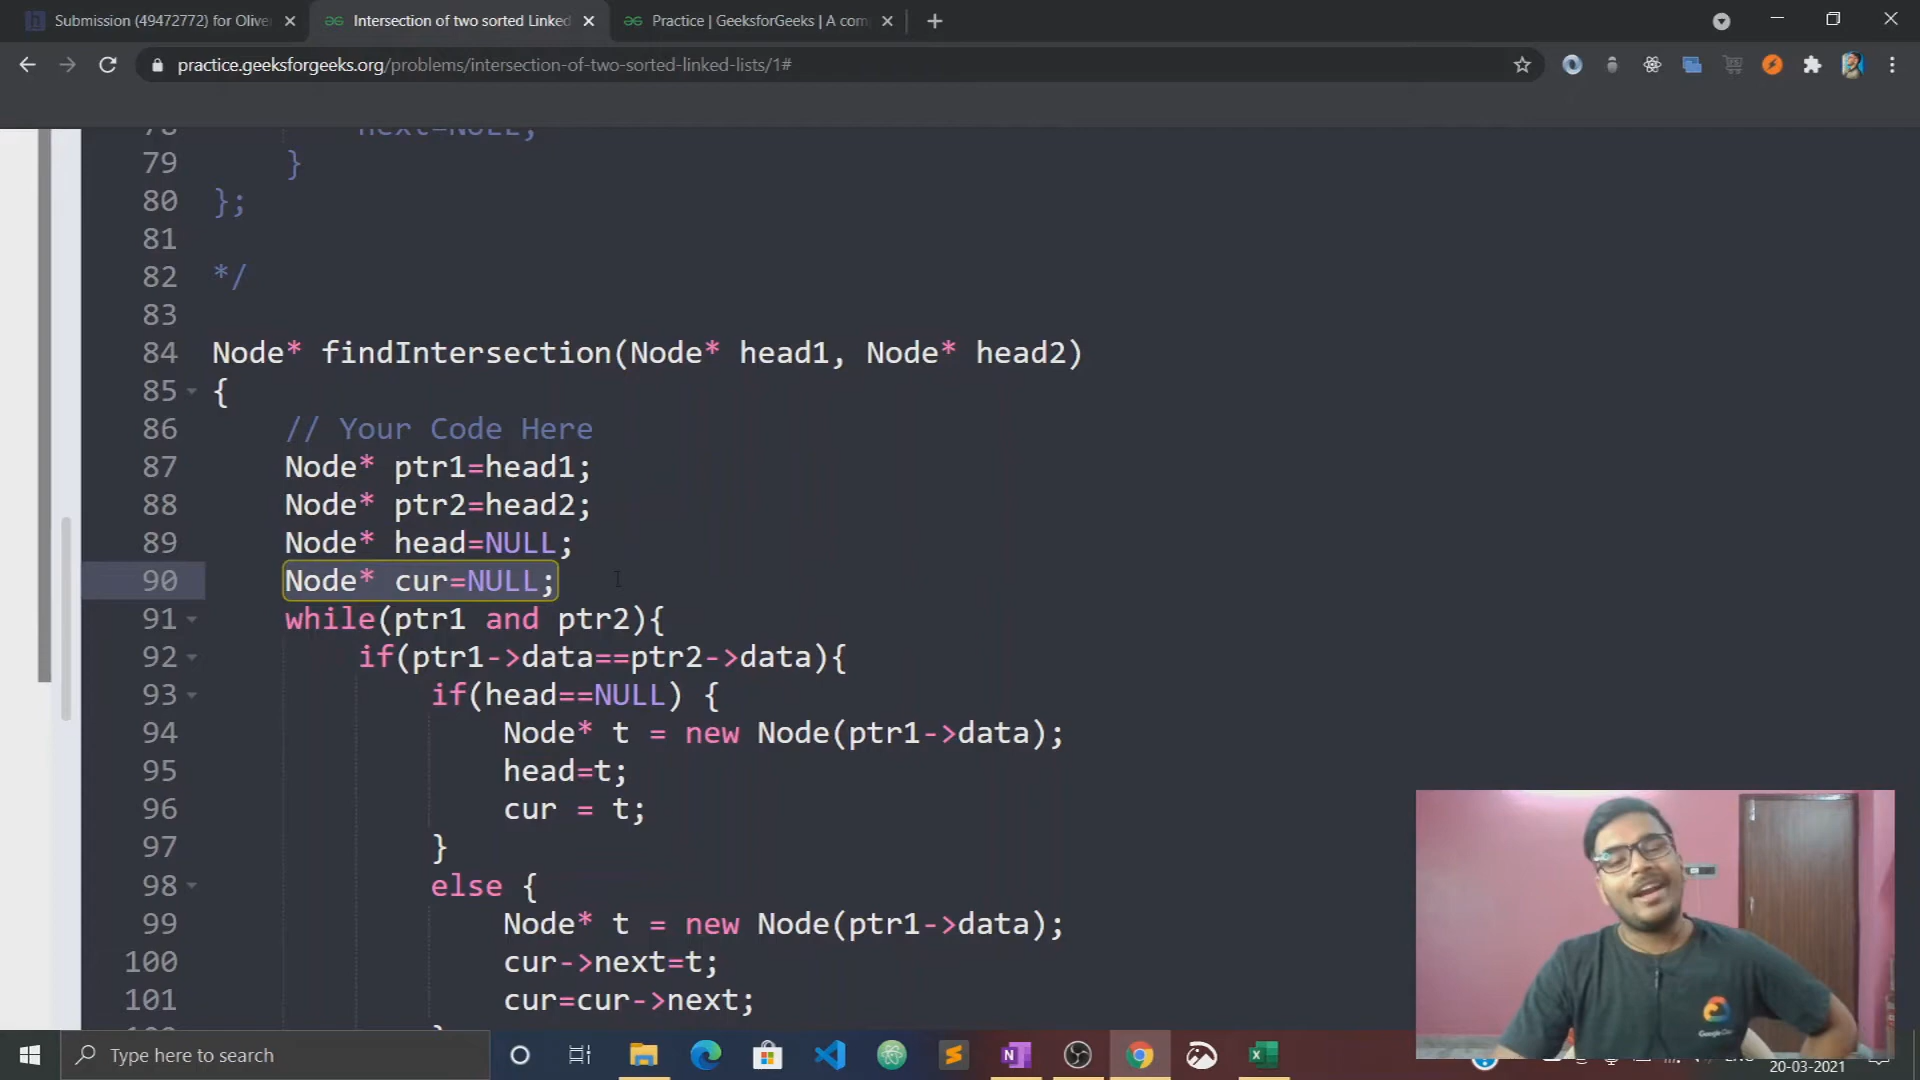 Submission (49472772) for Olive
Intersection of two sorted Linked
Practice | GeeksforGeeks | A com
practice.geeksforgeeks.org/problems/intersection-of-two-sorted-linked-lists/1#
78 next=NULL;
79 }
80 };
81
82 */
83
84 Node* findIntersection(Node* head1, Node* head2)
85 {
86 // Your Code Here
87 Node* ptr1=head1;
88 Node* ptr2=head2;
89 Node* head=NULL;
90 Node* cur=NULL;
91 while(ptr1 and ptr2){
92 if(ptr1->data==ptr2->data){
93 if(head==NULL) {
94 Node* t = new Node(ptr1->data);
95 head=t;
96 cur = t;
97 }
98 else {
99 Node* t = new Node(ptr1->data);
100 cur->next=t;
101 cur=cur->next;
Google
Type here to search
20-03-2021